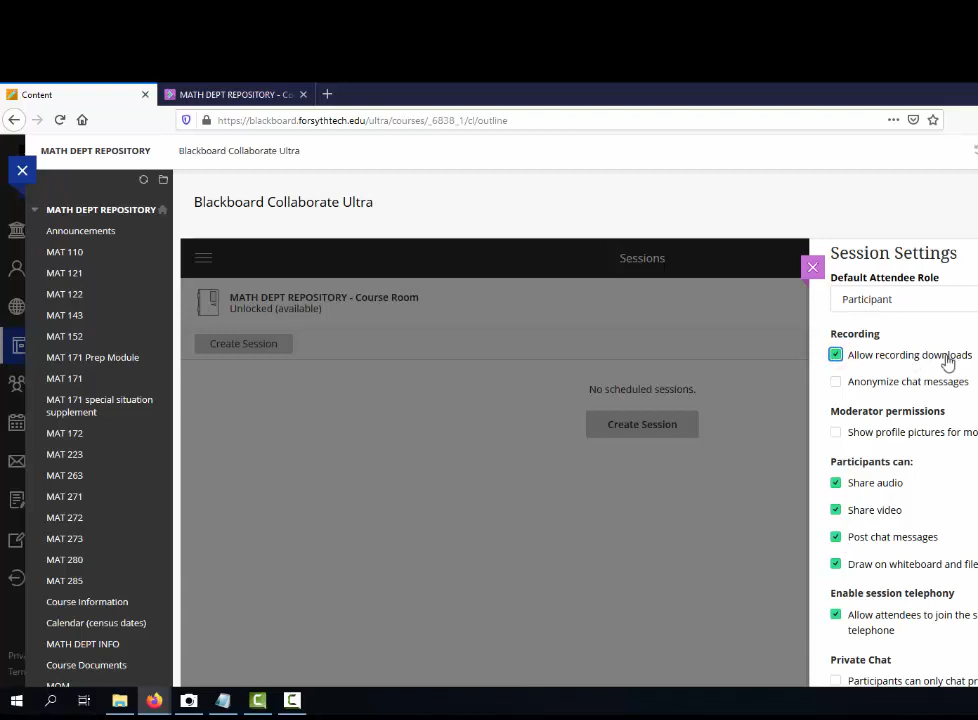 Content
MATH DEPT REPOSITORY - Co
https://blackboard.forsythtech.edu/ultra/courses/_6838_1/cl/outline
MATH DEPT REPOSITORY
Blackboard Collaborate Ultra
MATH DEPT REPOSITORY
Announcements
MAT 110
MAT 121
MAT 122
MAT 143
MAT 152
MAT 171 Prep Module
MAT 171
MAT 171 special situation
supplement
MAT 172
MAT 223
MAT 263
MAT 271
MAT 272
MAT 273
MAT 280
MAT 285
Course Information
Calendar (census dates)
MATH DEPT INFO
Course Documents
MOM
Priv
Term
Blackboard Collaborate Ultra
Sessions
MATH DEPT REPOSITORY - Course Room
Unlocked (available)
Create Session
No scheduled sessions.
Create Session
Session Settings
Default Attendee Role
Participant
Recording
Allow recording downloads
Anonymize chat messages
Moderator permissions
Show profile pictures for mo
Participants can:
Share audio
Share video
Post chat messages
Draw on whiteboard and file
Enable session telephony
Allow attendees to join the s
telephone
Private Chat
Participants can only chat pr